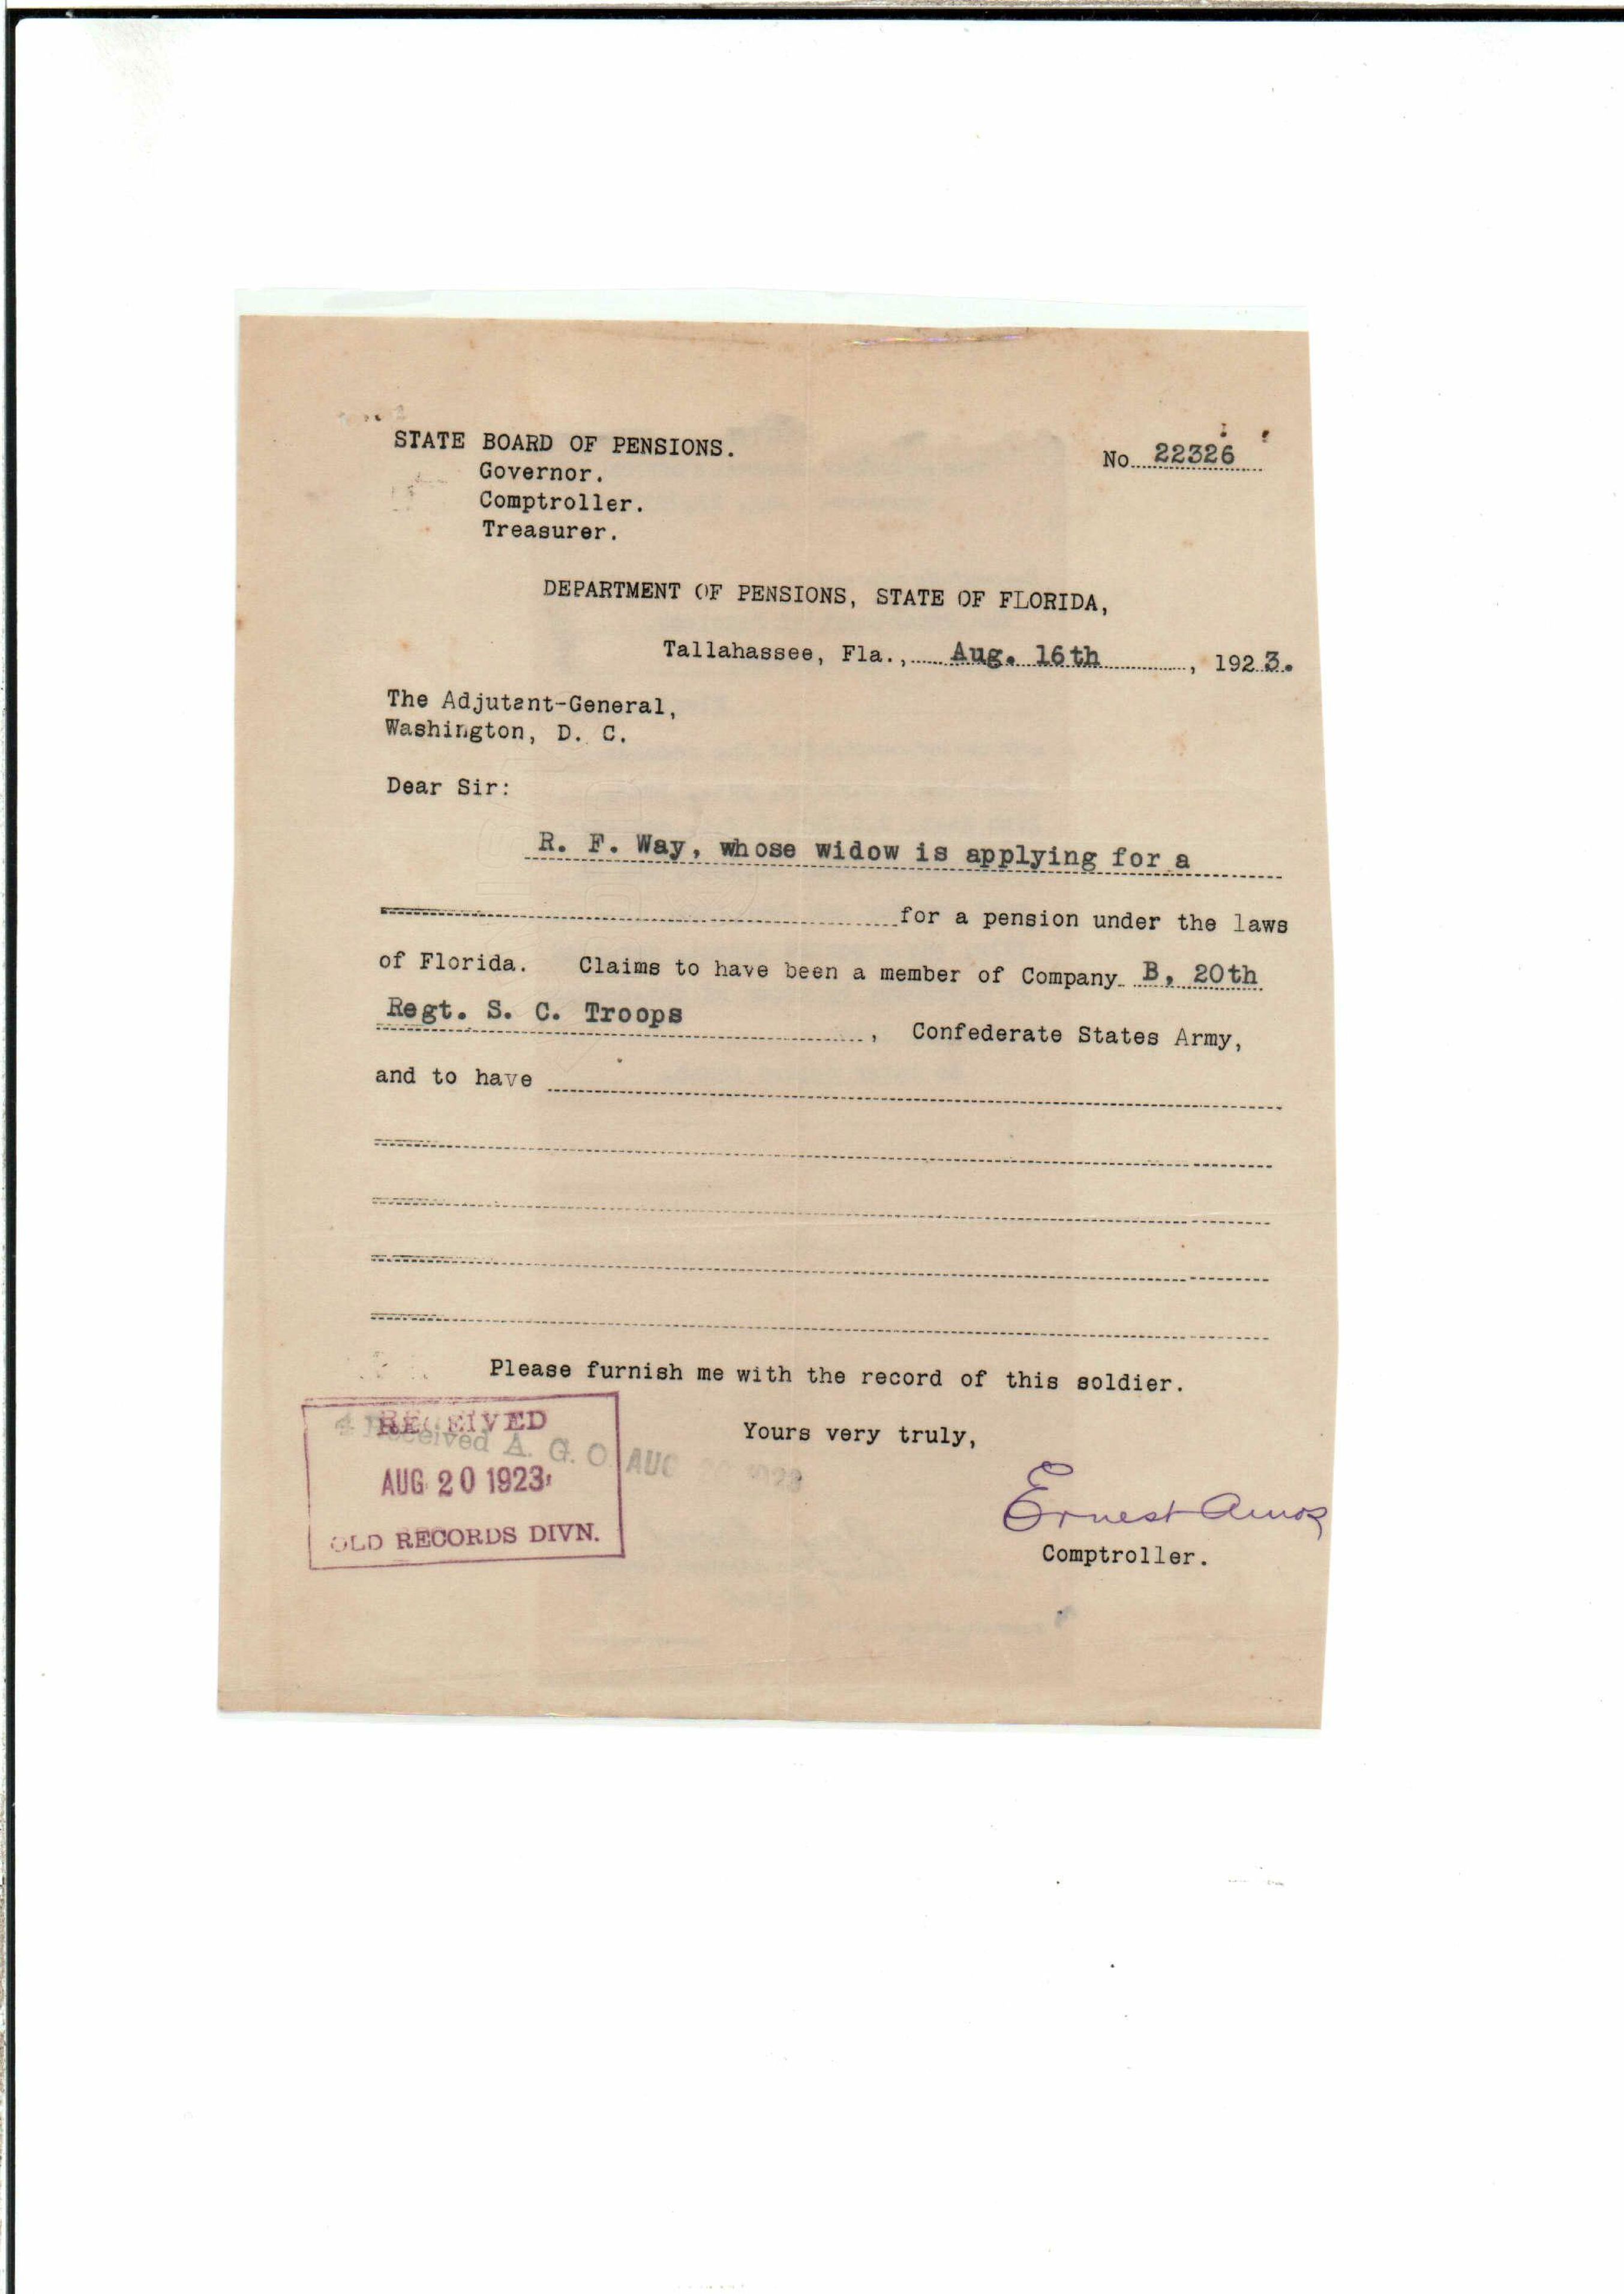 STATE BOARD OF PENSIONS.
Governor.
Comptroller.
Treasurer.
No 22326
DEPARTMENT OF PENSIONS, STATE OF FLORIDA,
Tallahassee, Fla., Aug. 16th, 1923.
The Adjutant-General,
Washington, D. C.
Dear Sir:
R. F. Way, whose widow is applying for a
for a pension under the laws
of Florida. Claims to have been a member of Company B, 20th
Regt. S. C. Troops, Confederate States Army,
and to have
Please furnish me with the record of this soldier.
Yours very truly,
Ernest Amos
Comptroller.
RECEIVED
Received A. G. O. AUG 20 1923
AUG 20 1923
OLD RECORDS DIVN.